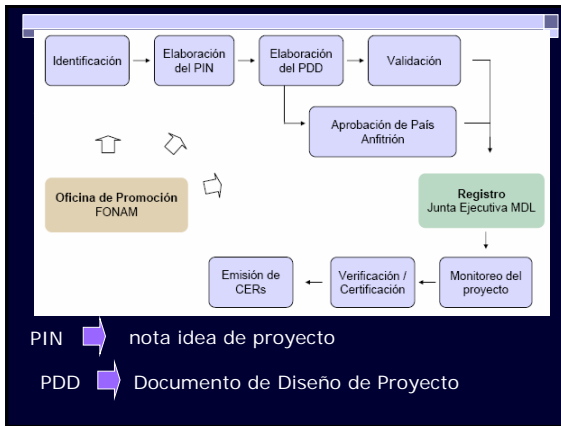 Identificación
Elaboración
del PIN
Elaboración
del PDD
Validación
Aprobación de País
Anfitrión
Oficina de Promoción
FONAM
Registro
Junta Ejecutiva MDL
Emisión de
CERs
Verificación /
Certificación
Monitoreo del
proyecto
PIN nota idea de proyecto
PDD Documento de Diseño de Proyecto